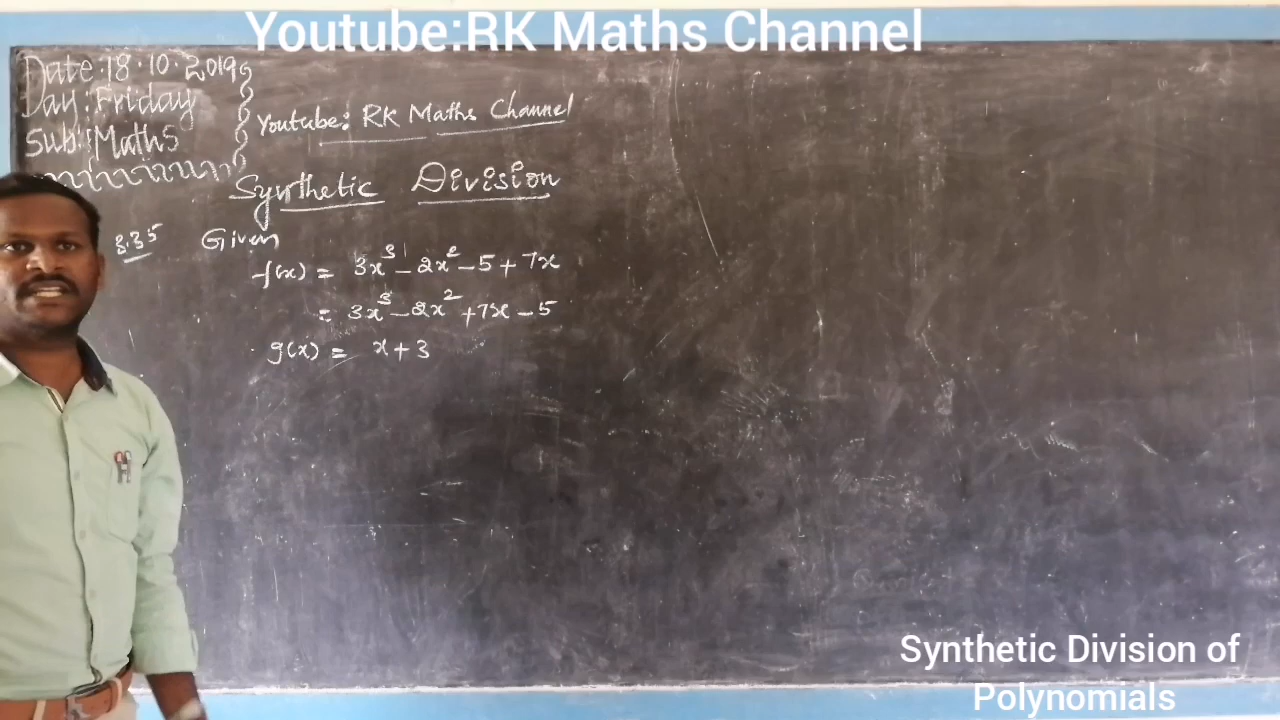 Youtube:RK Maths Channel
Date:18.10.2019
Day:Friday
Sub:Maths
Youtube: RK Maths Channel
Synthetic Division
3.35 Given
f(x) = 3x³ - 2x² - 5 + 7x
= 3x³ - 2x² + 7x - 5
g(x) = x + 3
Synthetic Division of
Polynomials